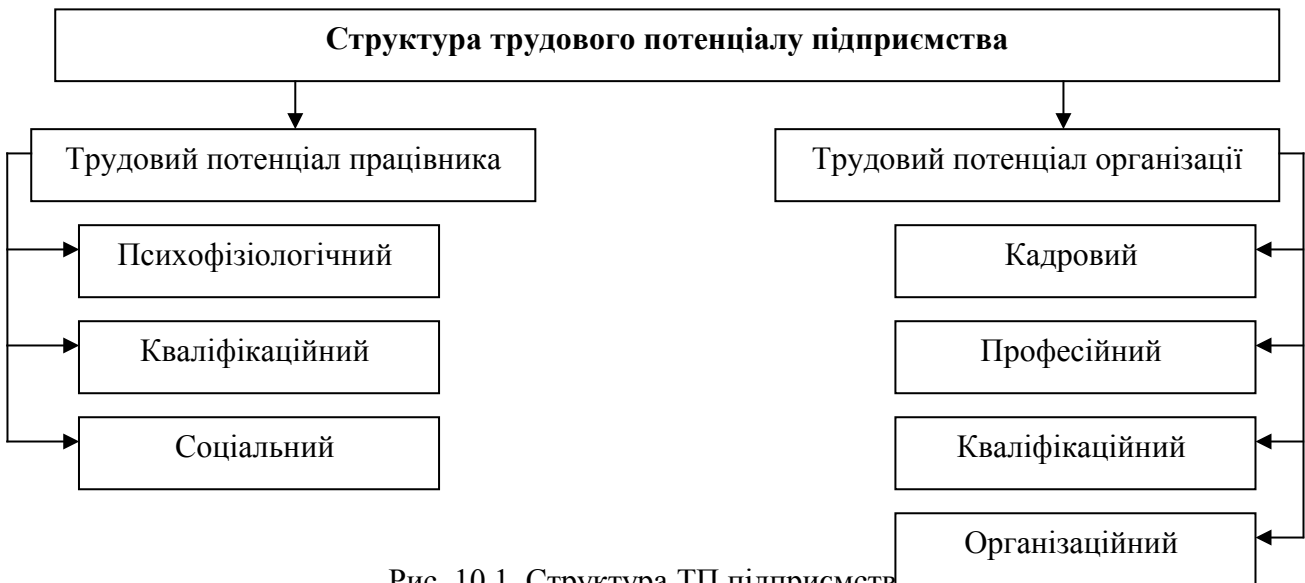 Структура трудового потенціалу підприємства
Трудовий потенціал працівника
Трудовий потенціал організації
Психофізіологічний
Кваліфікаційний
Соціальний
Кадровий
Професійний
Кваліфікаційний
Організаційний
Рис. 10.1. Структура ТП підприємств